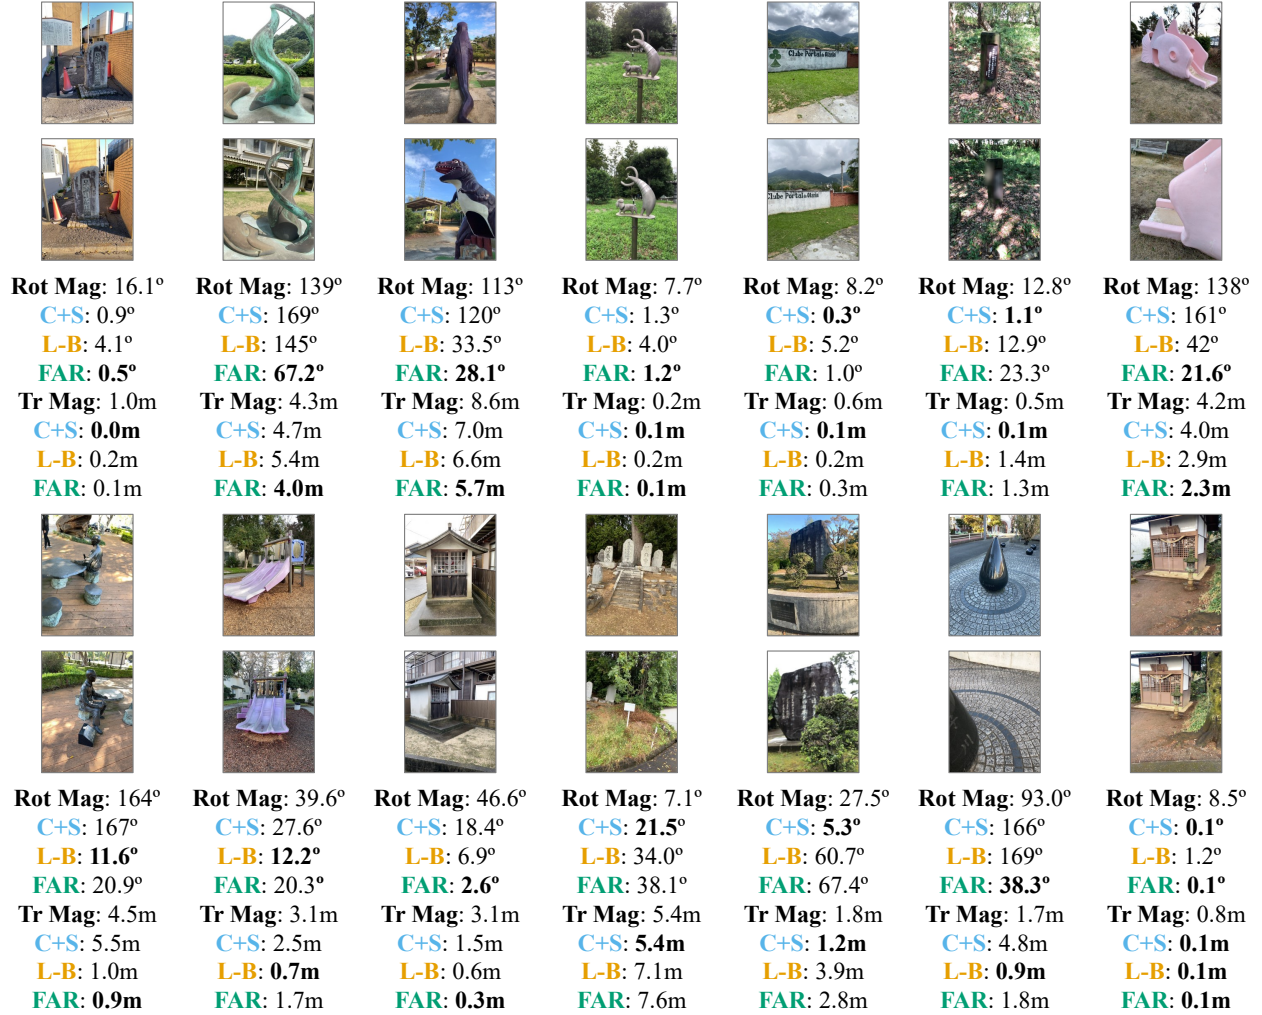 Clube Portal da Olaria
Clube Portal da Olaria
Rot Mag: 16.1º
C+S: 0.9º
L-B: 4.1º
FAR: 0.5º
Tr Mag: 1.0m
C+S: 0.0m
L-B: 0.2m
FAR: 0.1m
Rot Mag: 139º
C+S: 169º
L-B: 145º
FAR: 67.2º
Tr Mag: 4.3m
C+S: 4.7m
L-B: 5.4m
FAR: 4.0m
Rot Mag: 113º
C+S: 120º
L-B: 33.5º
FAR: 28.1º
Tr Mag: 8.6m
C+S: 7.0m
L-B: 6.6m
FAR: 5.7m
Rot Mag: 7.7º
C+S: 1.3º
L-B: 4.0º
FAR: 1.2º
Tr Mag: 0.2m
C+S: 0.1m
L-B: 0.2m
FAR: 0.1m
Rot Mag: 8.2º
C+S: 0.3º
L-B: 5.2º
FAR: 1.0º
Tr Mag: 0.6m
C+S: 0.1m
L-B: 0.2m
FAR: 0.3m
Rot Mag: 12.8º
C+S: 1.1º
L-B: 12.9º
FAR: 23.3º
Tr Mag: 0.5m
C+S: 0.1m
L-B: 1.4m
FAR: 1.3m
Rot Mag: 138º
C+S: 161º
L-B: 42º
FAR: 21.6º
Tr Mag: 4.2m
C+S: 4.0m
L-B: 2.9m
FAR: 2.3m
Rot Mag: 164º
C+S: 167º
L-B: 11.6º
FAR: 20.9º
Tr Mag: 4.5m
C+S: 5.5m
L-B: 1.0m
FAR: 0.9m
Rot Mag: 39.6º
C+S: 27.6º
L-B: 12.2º
FAR: 20.3º
Tr Mag: 3.1m
C+S: 2.5m
L-B: 0.7m
FAR: 1.7m
Rot Mag: 46.6º
C+S: 18.4º
L-B: 6.9º
FAR: 2.6º
Tr Mag: 3.1m
C+S: 1.5m
L-B: 0.6m
FAR: 0.3m
Rot Mag: 7.1º
C+S: 21.5º
L-B: 34.0º
FAR: 38.1º
Tr Mag: 5.4m
C+S: 5.4m
L-B: 7.1m
FAR: 7.6m
Rot Mag: 27.5º
C+S: 5.3º
L-B: 60.7º
FAR: 67.4º
Tr Mag: 1.8m
C+S: 1.2m
L-B: 3.9m
FAR: 2.8m
Rot Mag: 93.0º
C+S: 166º
L-B: 169º
FAR: 38.3º
Tr Mag: 1.7m
C+S: 4.8m
L-B: 0.9m
FAR: 1.8m
Rot Mag: 8.5º
C+S: 0.1º
L-B: 1.2º
FAR: 0.1º
Tr Mag: 0.8m
C+S: 0.1m
L-B: 0.1m
FAR: 0.1m